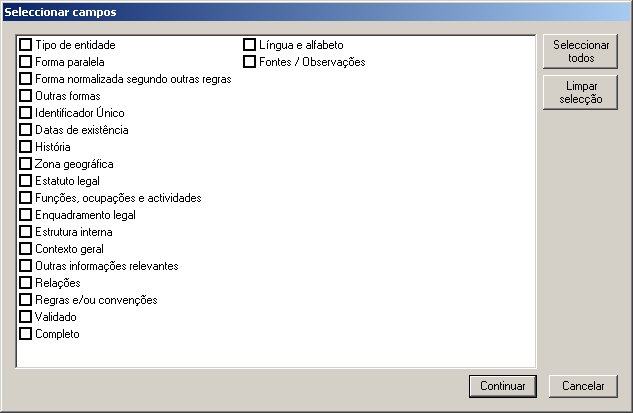 Seleccionar campos
Tipo de entidade
Forma paralela
Forma normalizada segundo outras regras
Outras formas
Identificador Único
Datas de existência
História
Zona geográfica
Estatuto legal
Funções, ocupações e actividades
Enquadramento legal
Estrutura interna
Contexto geral
Outras informações relevantes
Relações
Regras e/ou convenções
Validado
Completo
Língua e alfabeto
Fontes / Observações
Seleccionar
todos
Limpar
selecção
Continuar
Cancelar